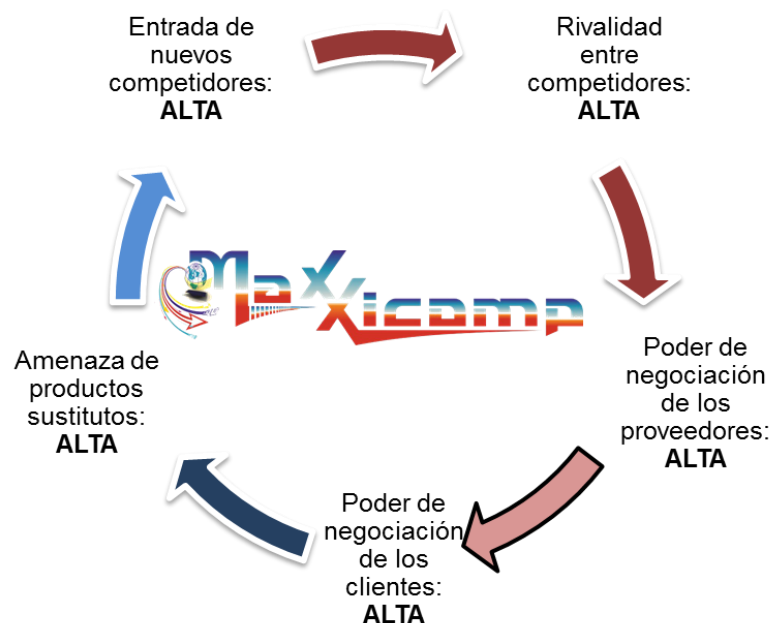 Entrada de
nuevos
competidores:
ALTA
Rivalidad
entre
competidores:
ALTA
Poder de
negociación
de los
proveedores:
ALTA
Poder de
negociación
de los
clientes:
ALTA
Amenaza de
productos
sustitutos:
ALTA
Maxxicomp